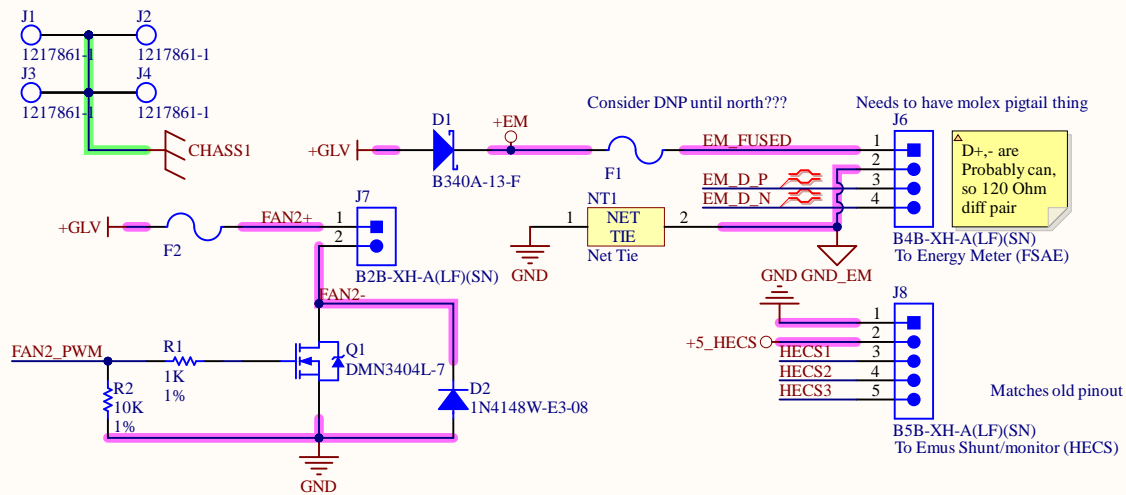 J1
J2
1217861-1
1217861-1
J3
J4
1217861-1
1217861-1
CHASS1
Consider DNP until north???
Needs to have molex pigtail thing
+GLV
D1
B340A-13-F
+EM
F1
EM_FUSED
EM_D_P
EM_D_N
J6
1
2
3
4
B4B-XH-A(LF)(SN)
To Energy Meter (FSAE)
D+,- are
Probably can,
so 120 Ohm
diff pair
NT1
1
NET
TIE
2
Net Tie
GND
GND_EM
+GLV
F2
FAN2+
J7
1
2
B2B-XH-A(LF)(SN)
FAN2-
FAN2_PWM
R1
1K
1%
R2
10K
1%
Q1
DMN3404L-7
D2
1N4148W-E3-08
GND
GND
+5_HECS
HECS1
HECS2
HECS3
J8
1
2
3
4
5
Matches old pinout
B5B-XH-A(LF)(SN)
To Emus Shunt/monitor (HECS)